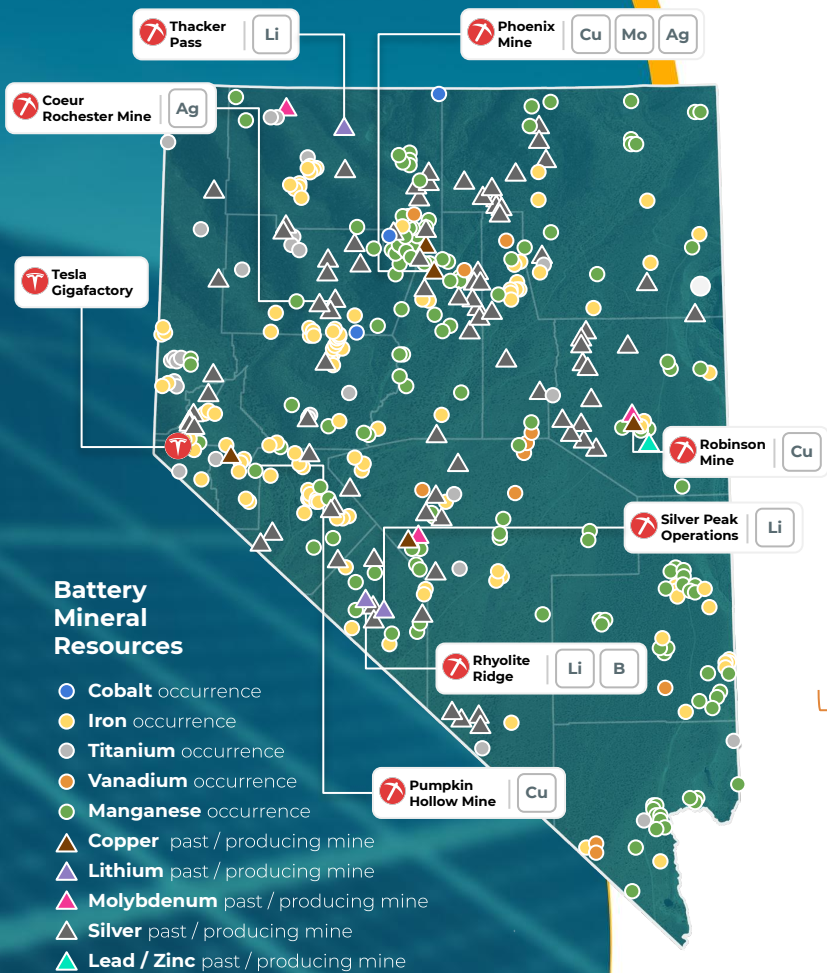 Thacker
Pass
Li
Phoenix
Mine
Cu Mo Ag
Coeur
Rochester Mine
Ag
Tesla
Gigafactory
Robinson
Mine
Cu
Silver Peak
Operations
Li
Rhyolite
Ridge
Li B
Pumpkin
Hollow Mine
Cu
Battery
Mineral
Resources
Cobalt occurrence
Iron occurrence
Titanium occurrence
Vanadium occurrence
Manganese occurrence
Copper past / producing mine
Lithium past / producing mine
Molybdenum past / producing mine
Silver past / producing mine
Lead / Zinc past / producing mine